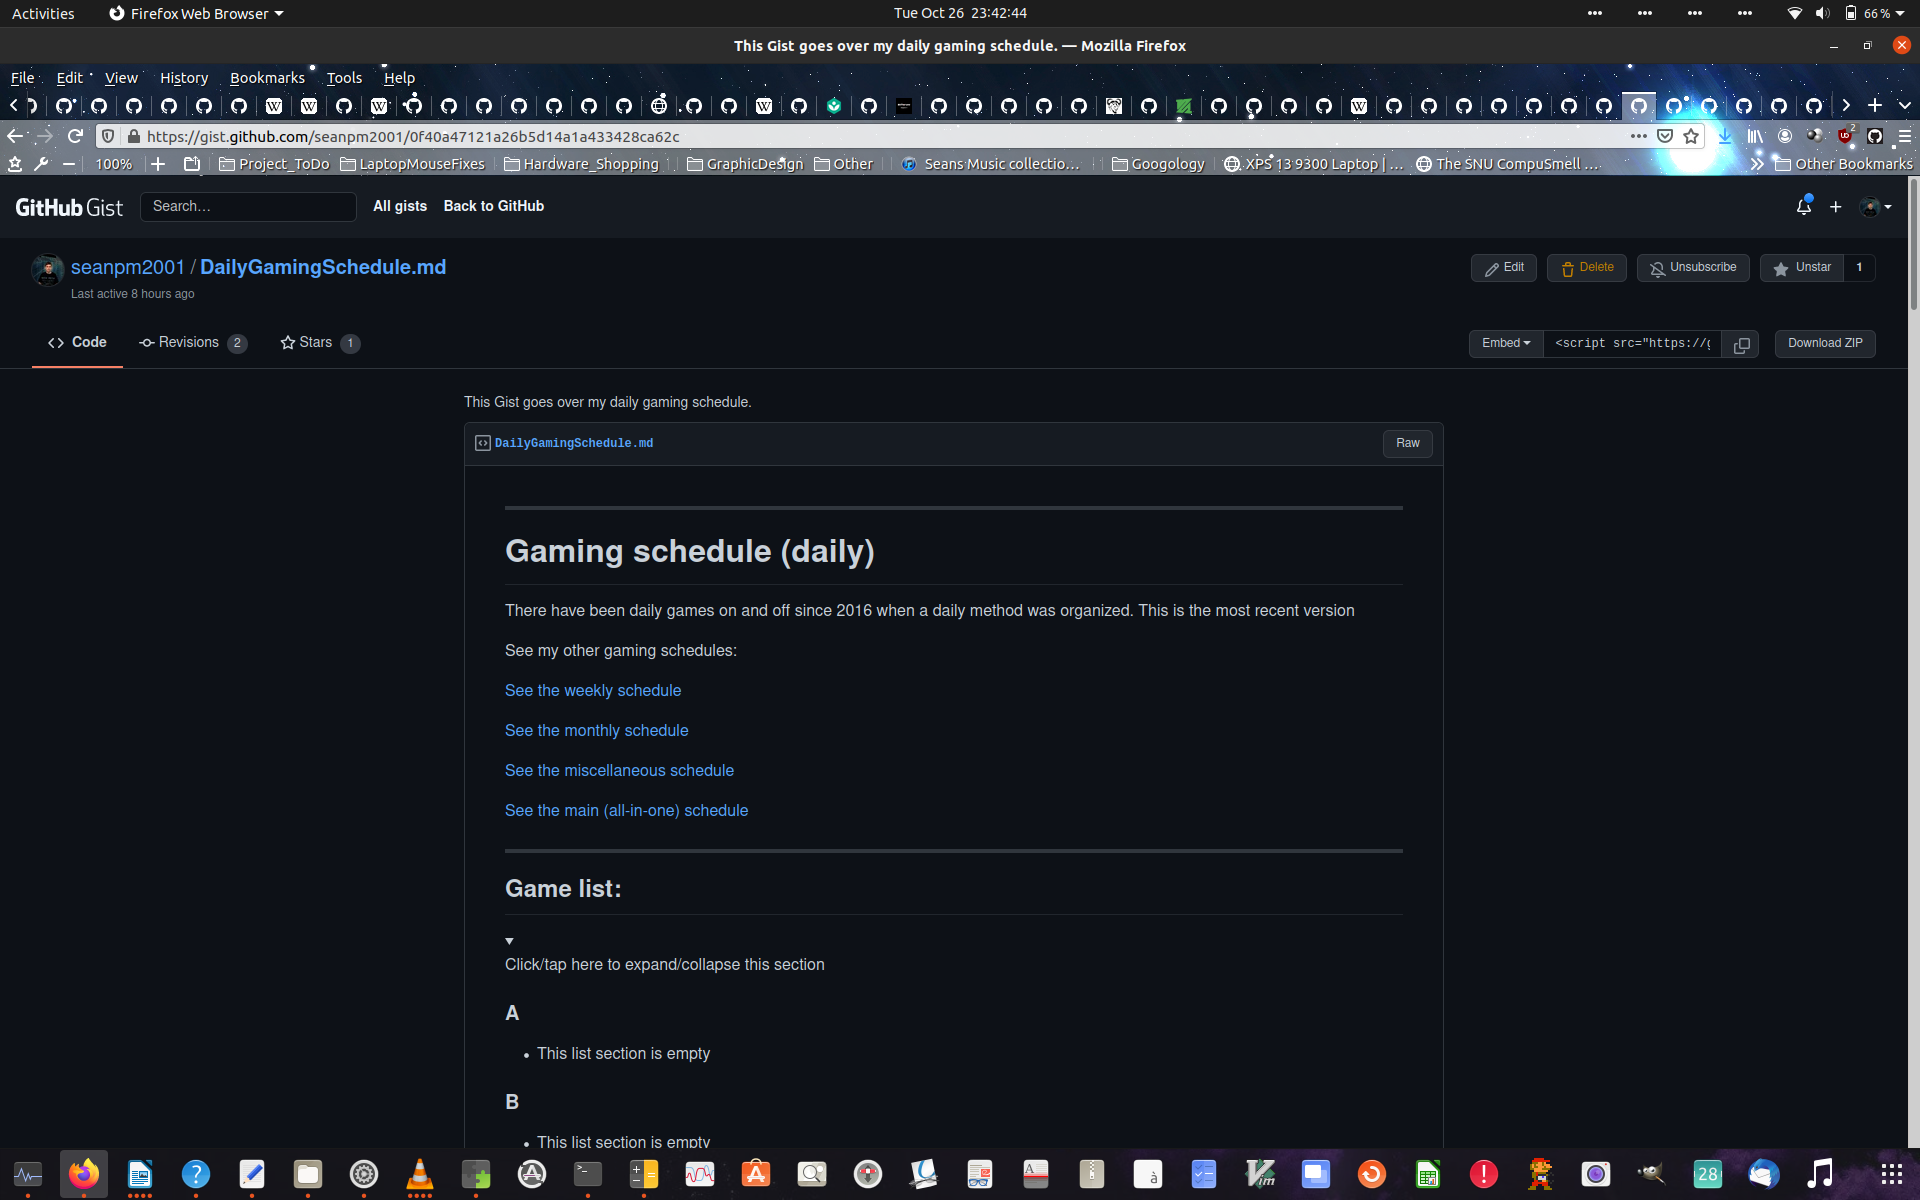 Activities Firefox Web Browser Tue Oct 26 23:42:44 66 %
This Gist goes over my daily gaming schedule. — Mozilla Firefox
File Edit View History Bookmarks Tools Help
https://gist.github.com/seanpm2001/0f40a47121a26b5d14a1a433428ca62c 2
100% Project_ToDo LaptopMouseFixes Hardware_Shopping GraphicDesign Other Seans Music collectio… Googology XPS 13 9300 Laptop | … The SNU CompuSmell … Other Bookmarks
GitHub Gist Search… All gists Back to GitHub
seanpm2001 / DailyGamingSchedule.md Edit Delete Unsubscribe Unstar 1
Last active 8 hours ago
Code Revisions 2 Stars 1 Embed <script src="https://g Download ZIP
This Gist goes over my daily gaming schedule.
DailyGamingSchedule.md Raw
Gaming schedule (daily)
There have been daily games on and off since 2016 when a daily method was organized. This is the most recent version
See my other gaming schedules:
See the weekly schedule
See the monthly schedule
See the miscellaneous schedule
See the main (all-in-one) schedule
Game list:
Click/tap here to expand/collapse this section
A
• This list section is empty
B
• This list section is empty
28